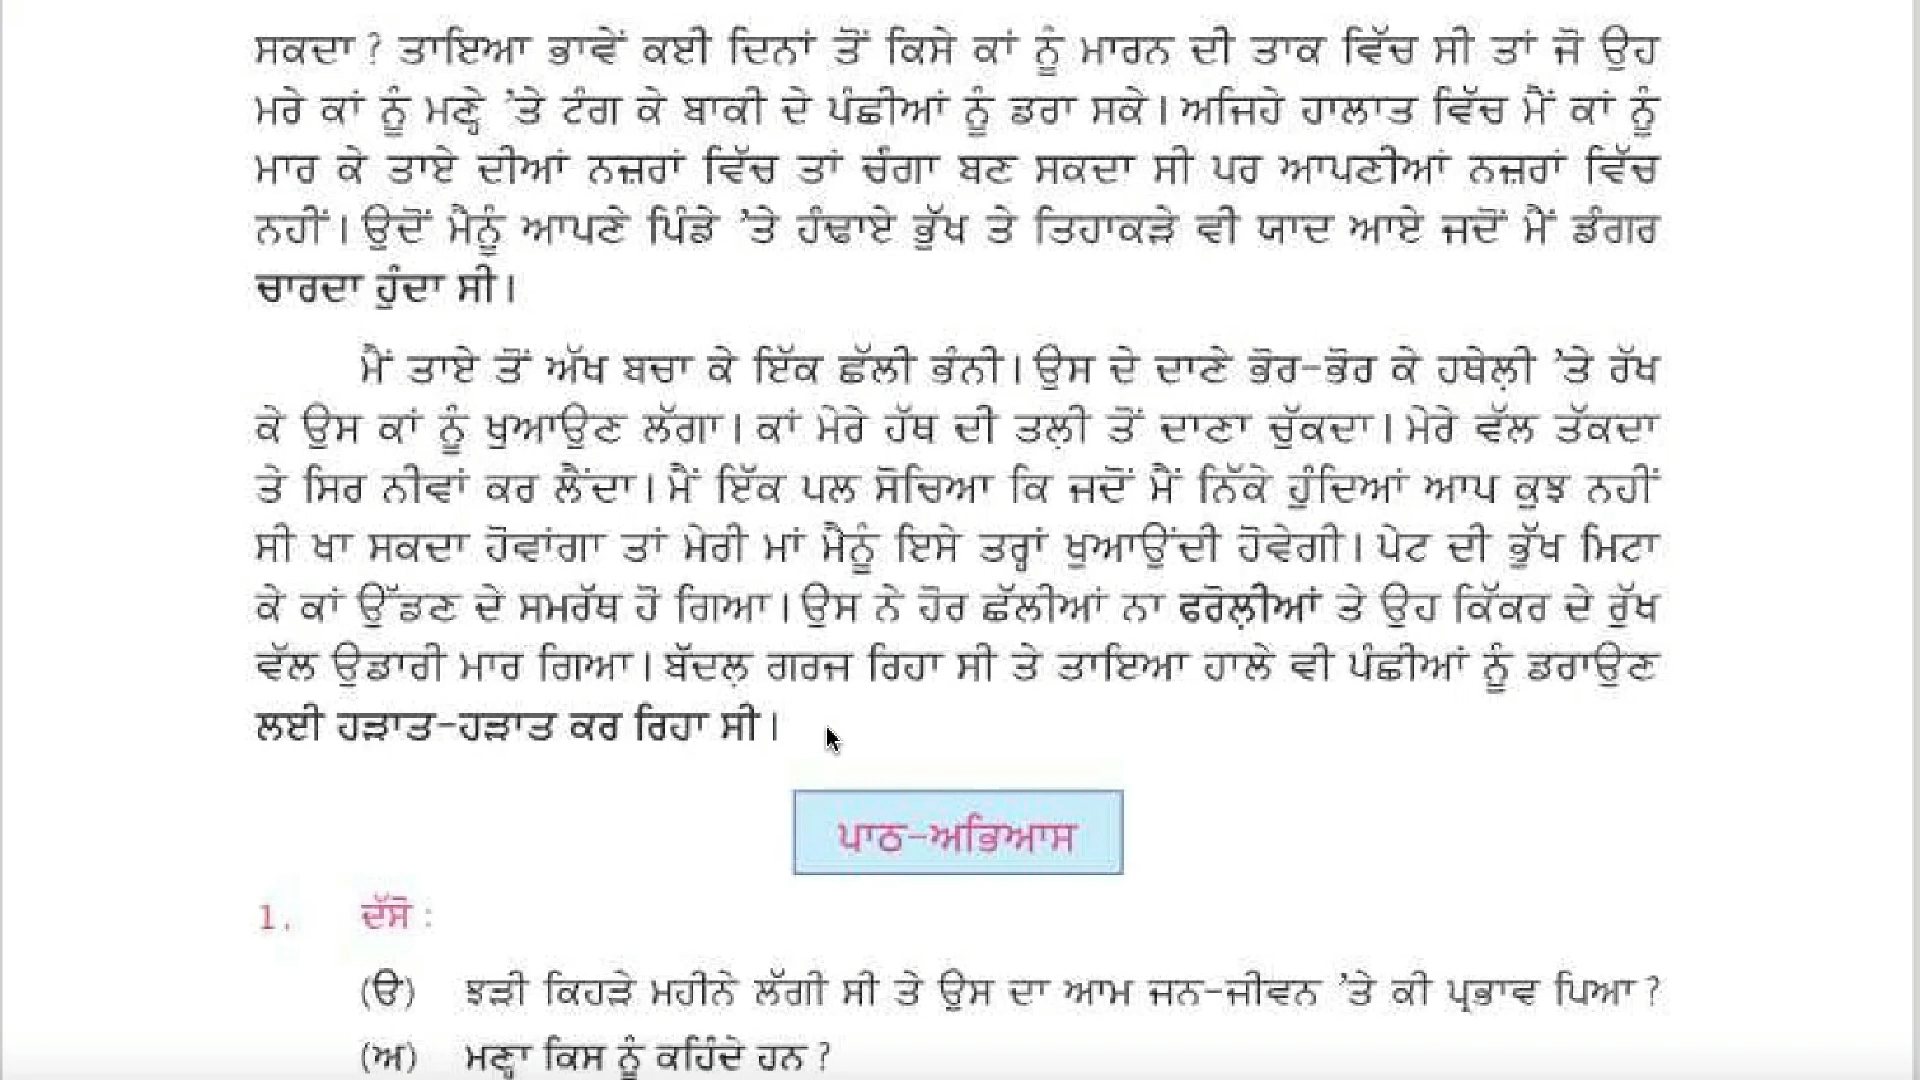 ਸਕਦਾ ? ਤਾਇਆ ਭਾਵੇਂ ਕਈ ਦਿਨਾਂ ਤੋਂ ਕਿਸੇ ਕਾਂ ਨੂੰ ਮਾਰਨ ਦੀ ਤਾਕ ਵਿੱਚ ਸੀ ਤਾਂ ਜੋ ਉਹ
ਮਰੇ ਕਾਂ ਨੂੰ ਮਣ੍ਹੇ 'ਤੇ ਟੰਗ ਕੇ ਬਾਕੀ ਦੇ ਪੰਛੀਆਂ ਨੂੰ ਡਰਾ ਸਕੇ। ਅਜਿਹੇ ਹਾਲਾਤ ਵਿੱਚ ਮੈਂ ਕਾਂ ਨੂੰ
ਮਾਰ ਕੇ ਤਾਏ ਦੀਆਂ ਨਜ਼ਰਾਂ ਵਿੱਚ ਤਾਂ ਚੰਗਾ ਬਣ ਸਕਦਾ ਸੀ ਪਰ ਆਪਣੀਆਂ ਨਜ਼ਰਾਂ ਵਿੱਚ
ਨਹੀਂ। ਉਦੋਂ ਮੈਨੂੰ ਆਪਣੇ ਪਿੰਡੇ 'ਤੇ ਹੰਢਾਏ ਭੁੱਖ ਤੇ ਤਿਹਾਕੜੇ ਵੀ ਯਾਦ ਆਏ ਜਦੋਂ ਮੈਂ ਡੰਗਰ
ਚਾਰਦਾ ਹੁੰਦਾ ਸੀ।
ਮੈਂ ਤਾਏ ਤੋਂ ਅੱਖ ਬਚਾ ਕੇ ਇੱਕ ਛੱਲੀ ਭੰਨੀ। ਉਸ ਦੇ ਦਾਣੇ ਭੋਰ-ਭੋਰ ਕੇ ਹਥੇਲ਼ੀ 'ਤੇ ਰੱਖ
ਕੇ ਉਸ ਕਾਂ ਨੂੰ ਖੁਆਉਣ ਲੱਗਾ। ਕਾਂ ਮੇਰੇ ਹੱਥ ਦੀ ਤਲ਼ੀ ਤੋਂ ਦਾਣਾ ਚੁੱਕਦਾ। ਮੇਰੇ ਵੱਲ ਤੱਕਦਾ
ਤੇ ਸਿਰ ਨੀਵਾਂ ਕਰ ਲੈਂਦਾ। ਮੈਂ ਇੱਕ ਪਲ ਸੋਚਿਆ ਕਿ ਜਦੋਂ ਮੈਂ ਨਿੱਕੇ ਹੁੰਦਿਆਂ ਆਪ ਕੁਝ ਨਹੀਂ
ਸੀ ਖਾ ਸਕਦਾ ਹੋਵਾਂਗਾ ਤਾਂ ਮੇਰੀ ਮਾਂ ਮੈਨੂੰ ਇਸੇ ਤਰ੍ਹਾਂ ਖੁਆਉਂਦੀ ਹੋਵੇਗੀ। ਪੇਟ ਦੀ ਭੁੱਖ ਮਿਟਾ
ਕੇ ਕਾਂ ਉੱਡਣ ਦੇ ਸਮਰੱਥ ਹੋ ਗਿਆ। ਉਸ ਨੇ ਹੋਰ ਛੱਲੀਆਂ ਨਾ ਫਰੋਲ਼ੀਆਂ ਤੇ ਉਹ ਕਿੱਕਰ ਦੇ ਰੁੱਖ
ਵੱਲ ਉਡਾਰੀ ਮਾਰ ਗਿਆ। ਬੱਦਲ਼ ਗਰਜ ਰਿਹਾ ਸੀ ਤੇ ਤਾਇਆ ਹਾਲੇ ਵੀ ਪੰਛੀਆਂ ਨੂੰ ਡਰਾਉਣ
ਲਈ ਹੜਾਤ-ਹੜਾਤ ਕਰ ਰਿਹਾ ਸੀ।
ਪਾਠ-ਅਭਿਆਸ
1. ਦੱਸੋ :
(ੳ) ਝੜੀ ਕਿਹੜੇ ਮਹੀਨੇ ਲੱਗੀ ਸੀ ਤੇ ਉਸ ਦਾ ਆਮ ਜਨ-ਜੀਵਨ 'ਤੇ ਕੀ ਪ੍ਰਭਾਵ ਪਿਆ ?
(ਅ) ਮਣ੍ਹਾ ਕਿਸ ਨੂੰ ਕਹਿੰਦੇ ਹਨ ?